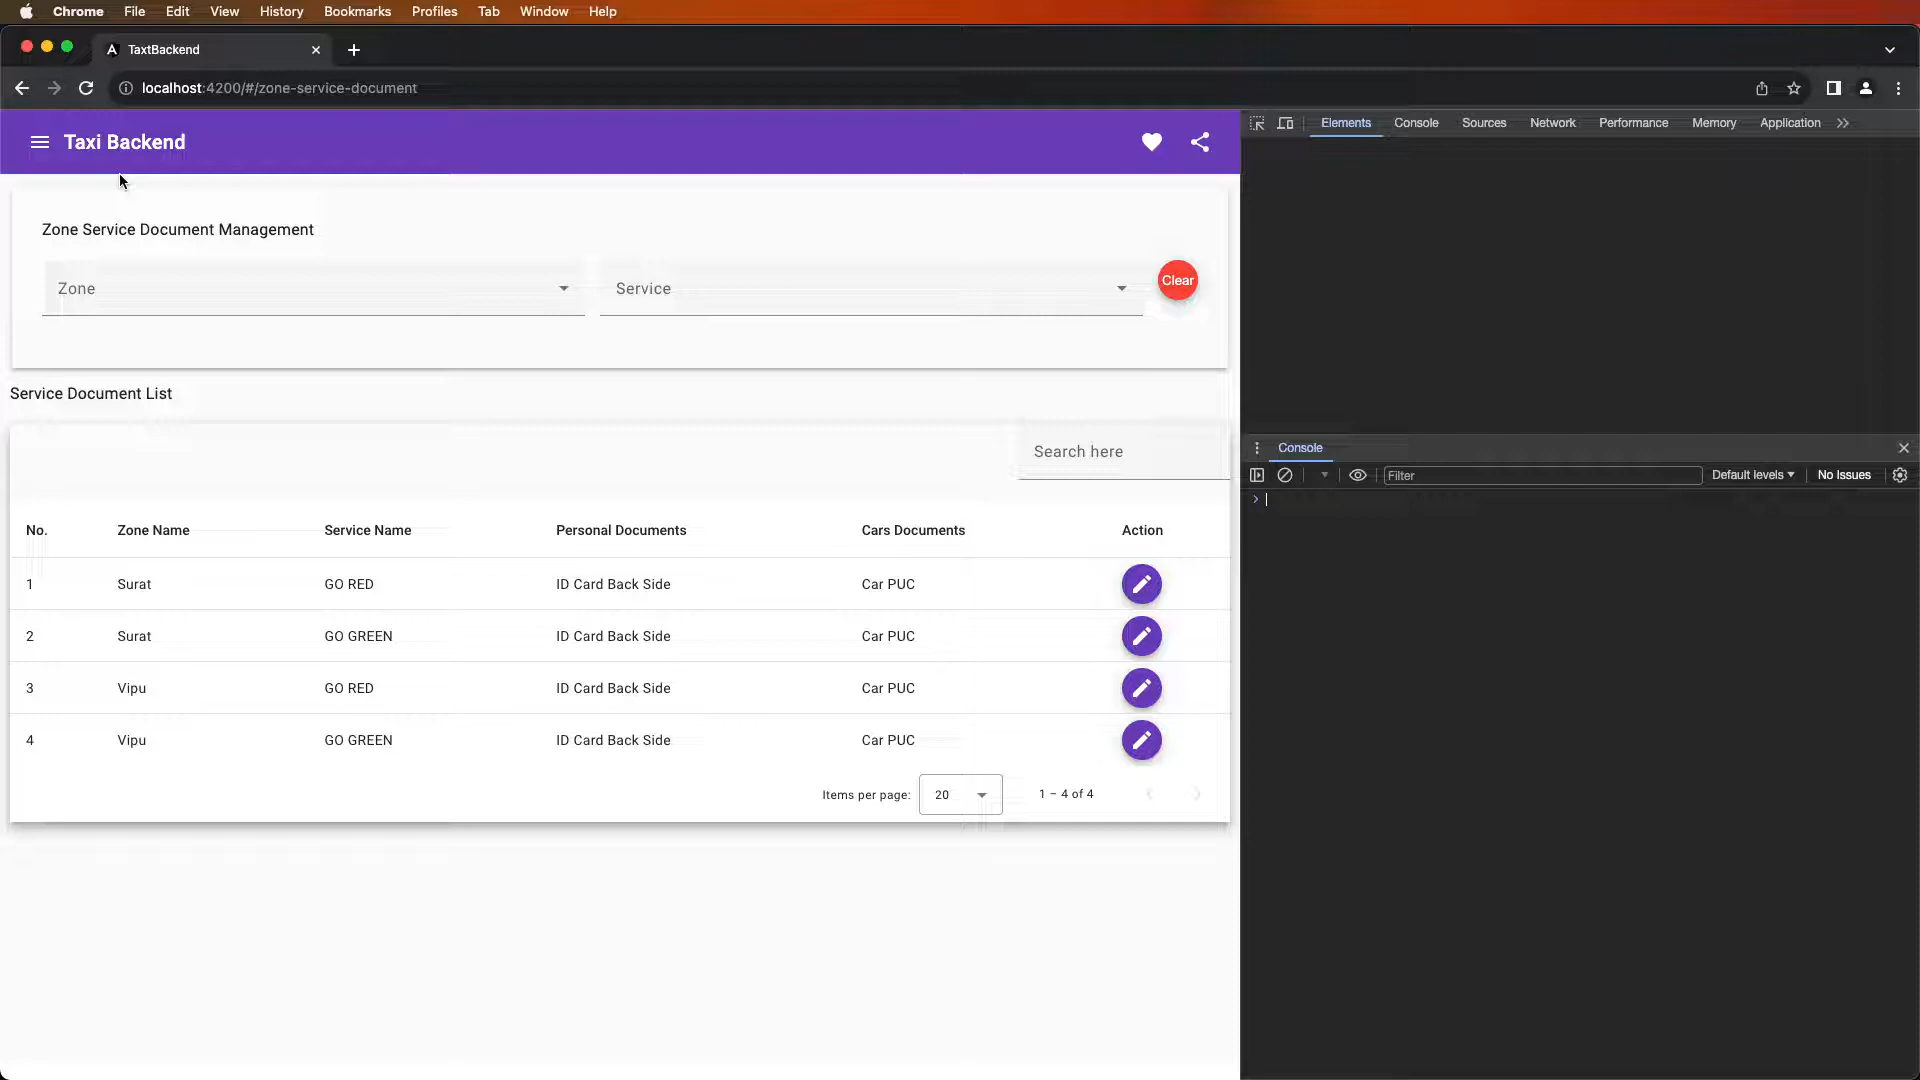 Chrome File Edit View History Bookmarks Profiles Tab Window Help
TaxtBackend
localhost:4200/#/zone-service-document
Taxi Backend
Elements Console Sources Network Performance Memory Application
Zone Service Document Management
Zone Service Clear
Service Document List
Search here
Console
Filter Default levels No Issues
No. Zone Name Service Name Personal Documents Cars Documents Action
1 Surat GO RED ID Card Back Side Car PUC
2 Surat GO GREEN ID Card Back Side Car PUC
3 Vipu GO RED ID Card Back Side Car PUC
4 Vipu GO GREEN ID Card Back Side Car PUC
Items per page: 20 1 – 4 of 4